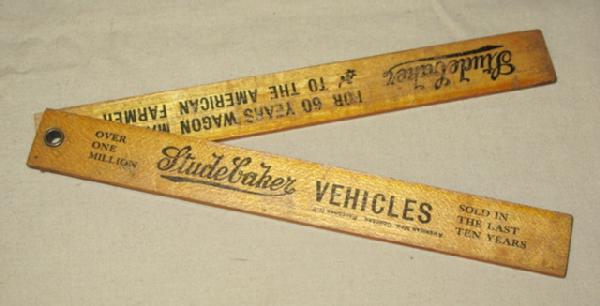 OVER
ONE
MILLION
Studebaker
VEHICLES
SOLD IN
THE LAST
TEN YEARS
Studebaker
FOR 60 YEARS WAGON
TO THE AMERICAN FARMER